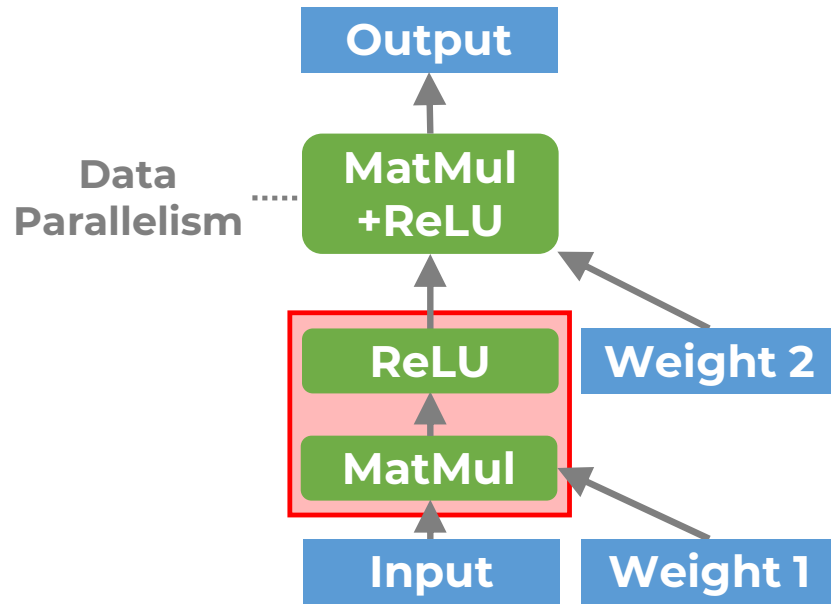 Output
Data
Parallelism
MatMul
+ReLU
ReLU
Weight 2
MatMul
Input
Weight 1